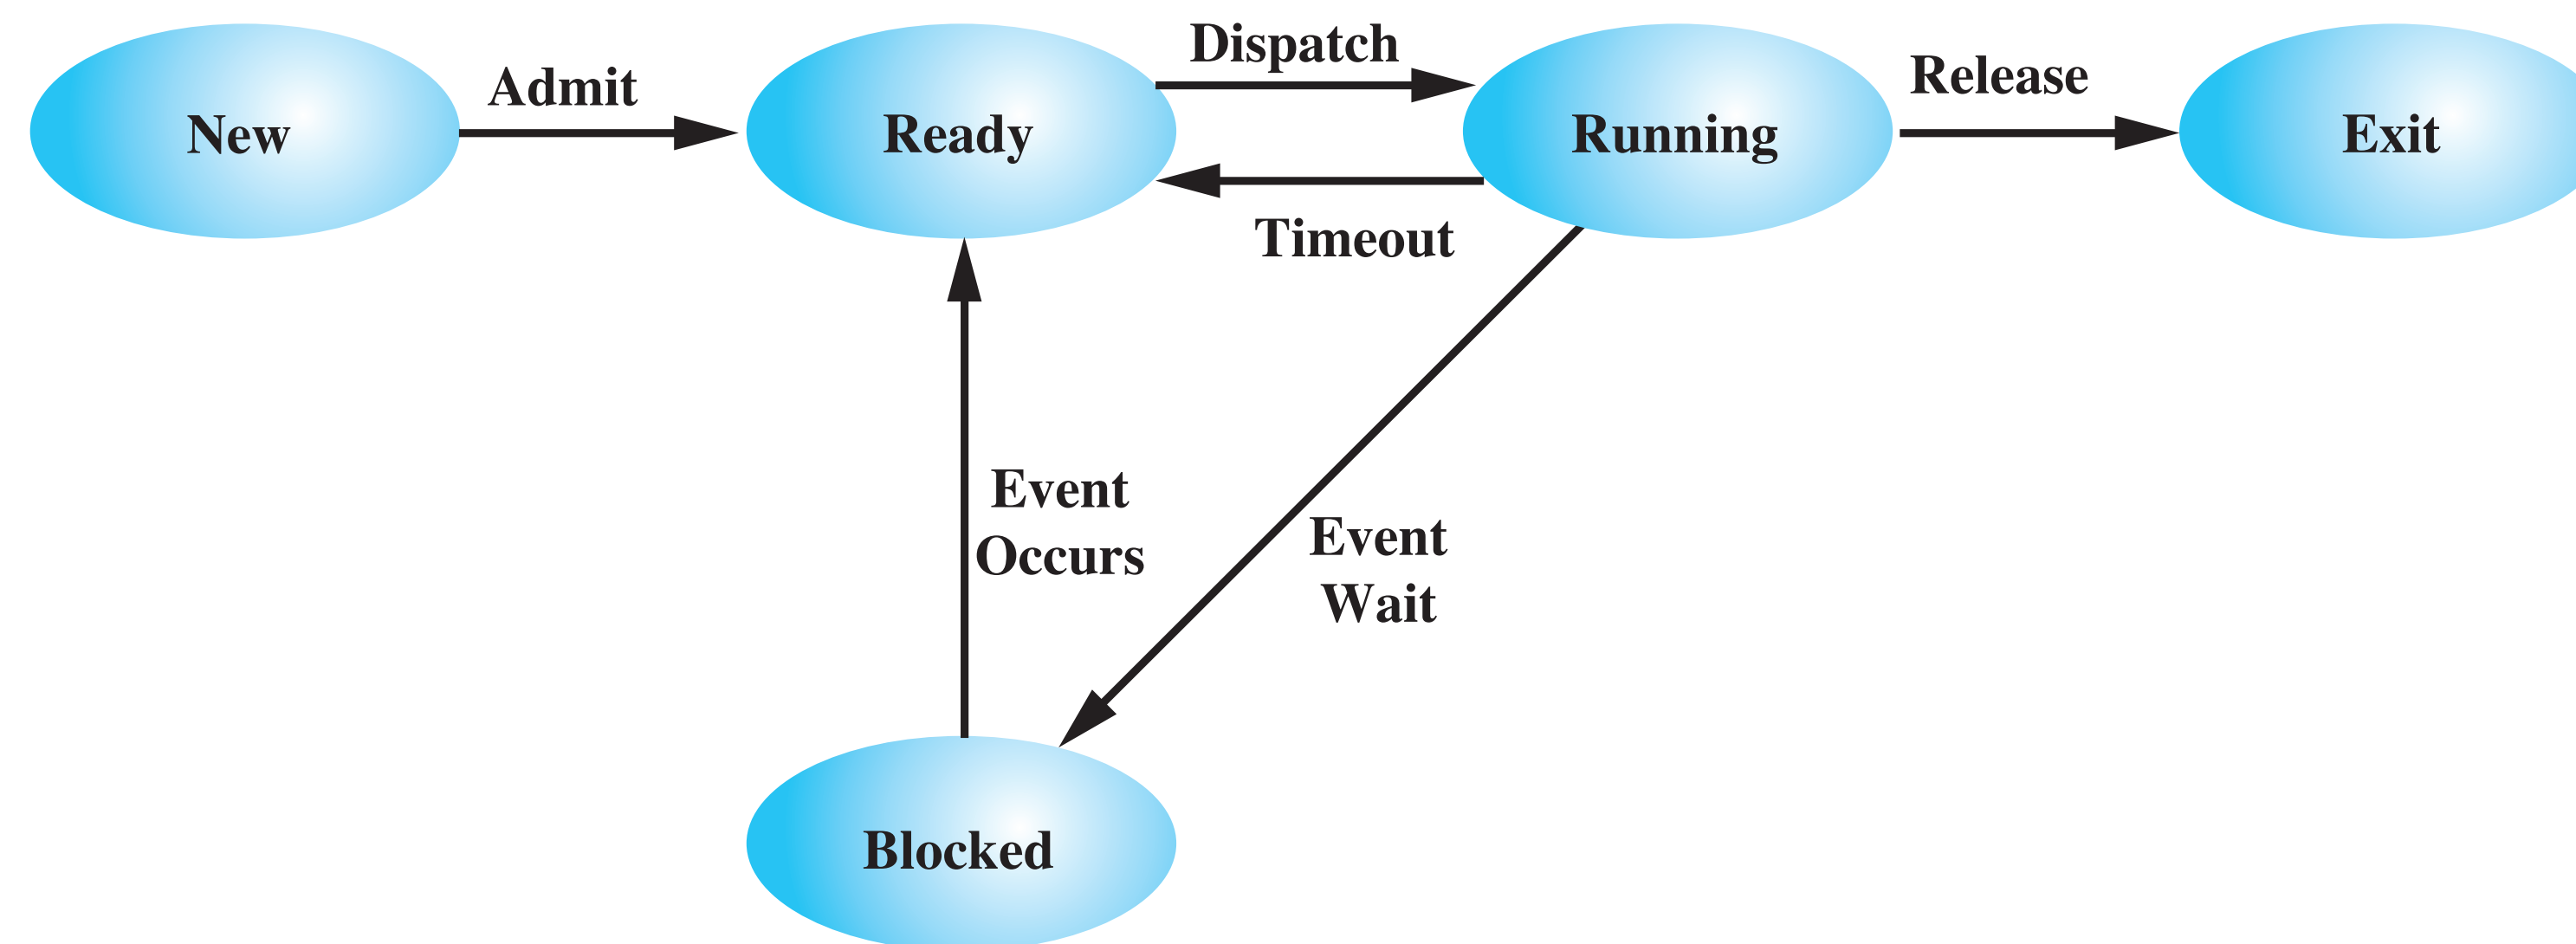 Dispatch
Admit
Release
New
Ready
Running
Exit
Timeout
Event
Occurs
Event
Wait
Blocked